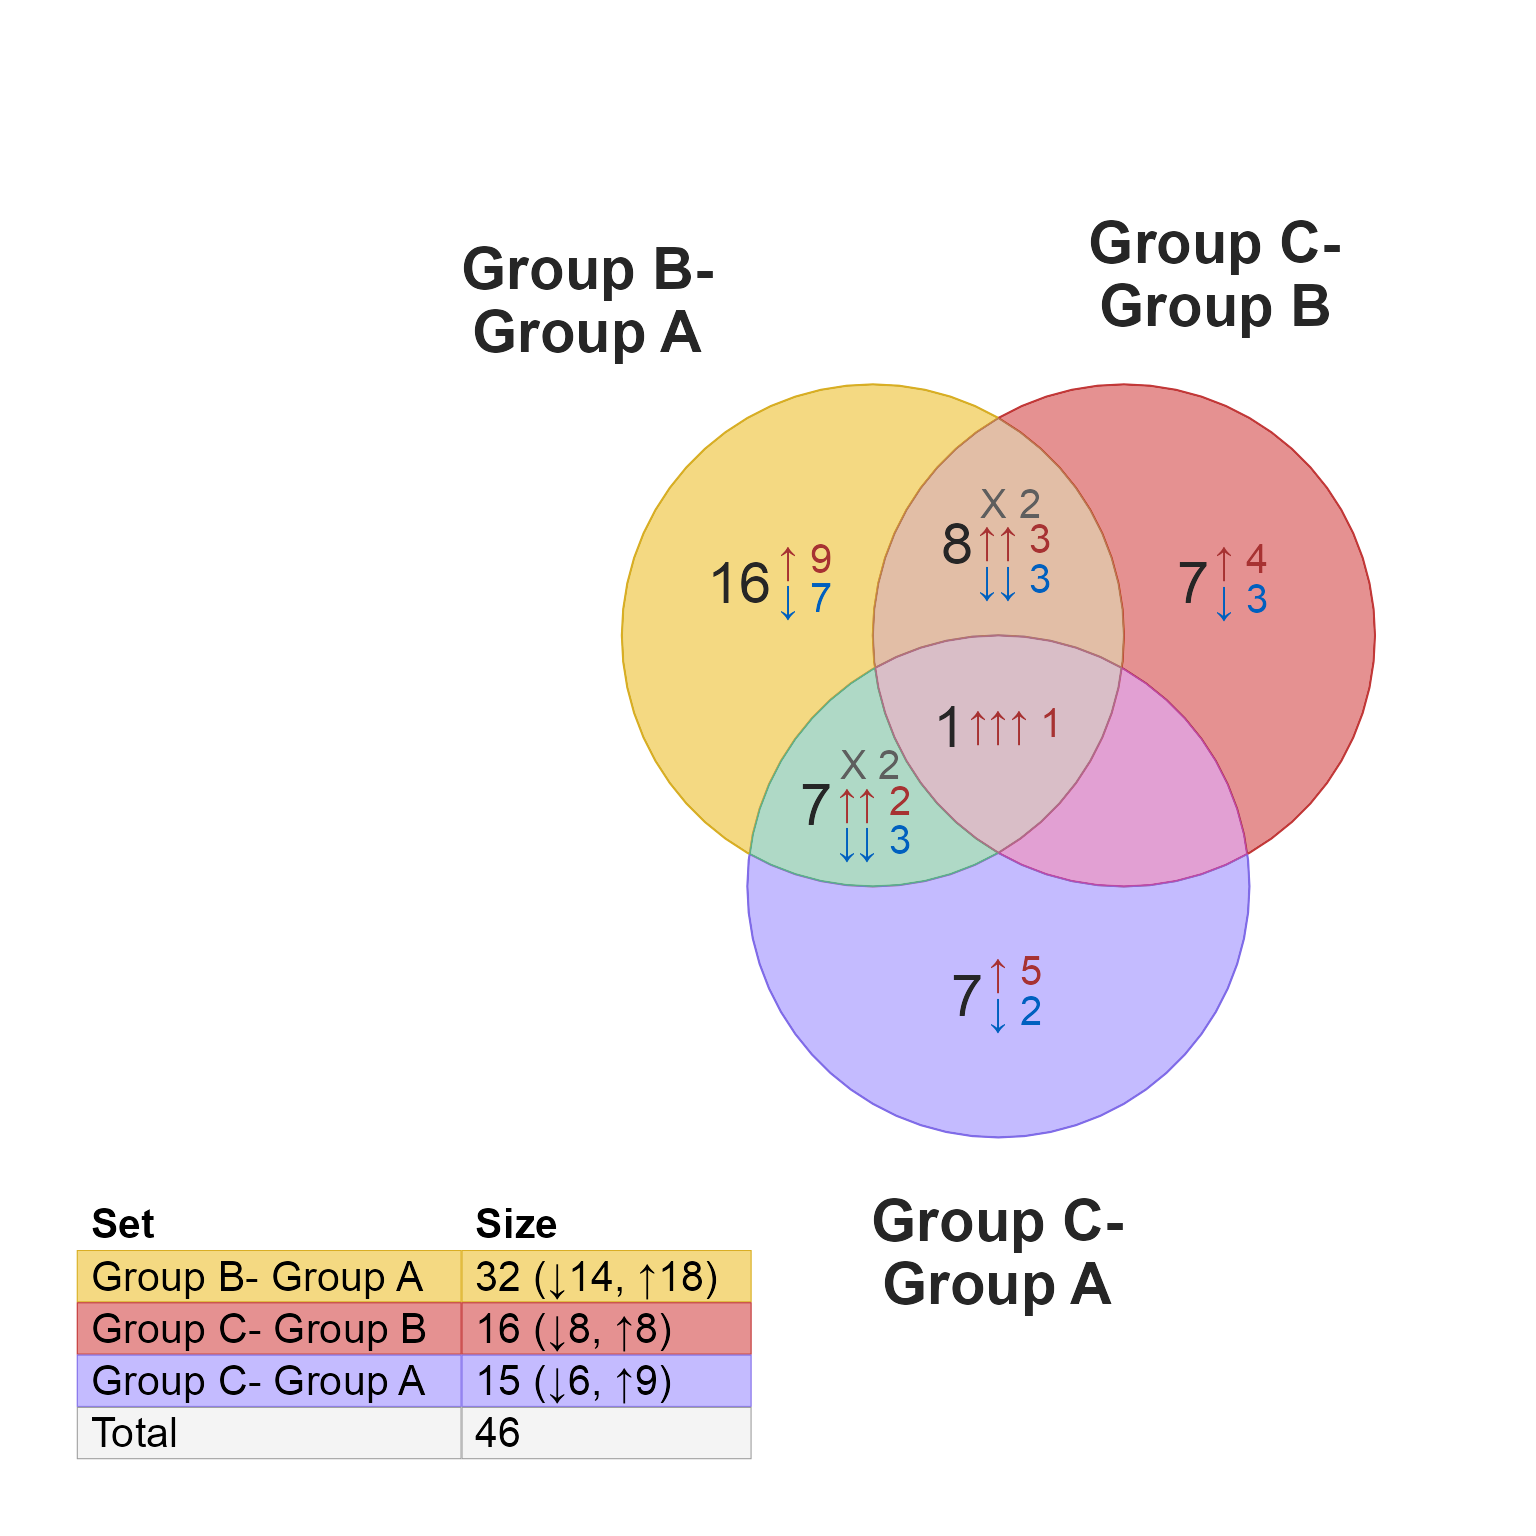 Group B-
Group A
Group C-
Group B
16 ↑ 9
↓ 7
X 2
8 ↑↑ 3
↓↓ 3
7 ↑ 4
↓ 3
1 ↑↑↑ 1
X 2
7 ↑↑ 2
↓↓ 3
7 ↑ 5
↓ 2
Group C-
Group A
Set Size
Group B- Group A 32 (↓14, ↑18)
Group C- Group B 16 (↓8, ↑8)
Group C- Group A 15 (↓6, ↑9)
Total 46